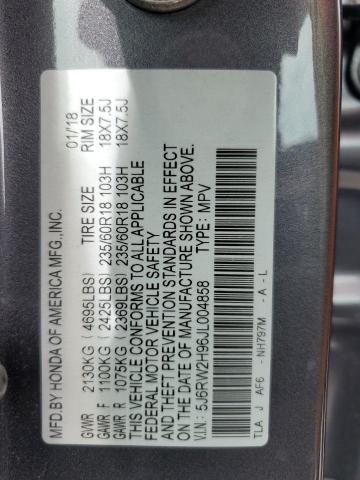 MFD.BY HONDA OF AMERICA MFG.,INC. 01/18
TIRE SIZE RIM SIZE
GVWR 2130KG (4695LBS)
GAWR F 1100KG (2425LBS) 235/60R18 103H 18X7.5J
GAWR R 1075KG (2369LBS) 235/60R18 103H 18X7.5J
THIS VEHICLE CONFORMS TO ALL APPLICABLE
FEDERAL MOTOR VEHICLE SAFETY
AND THEFT PREVENTION STANDARDS IN EFFECT
ON THE DATE OF MANUFACTURE SHOWN ABOVE.
V.I.N.: 5J6RW2H96JL004858 TYPE: MPV
TLA J AF6 -NH797M -A-L